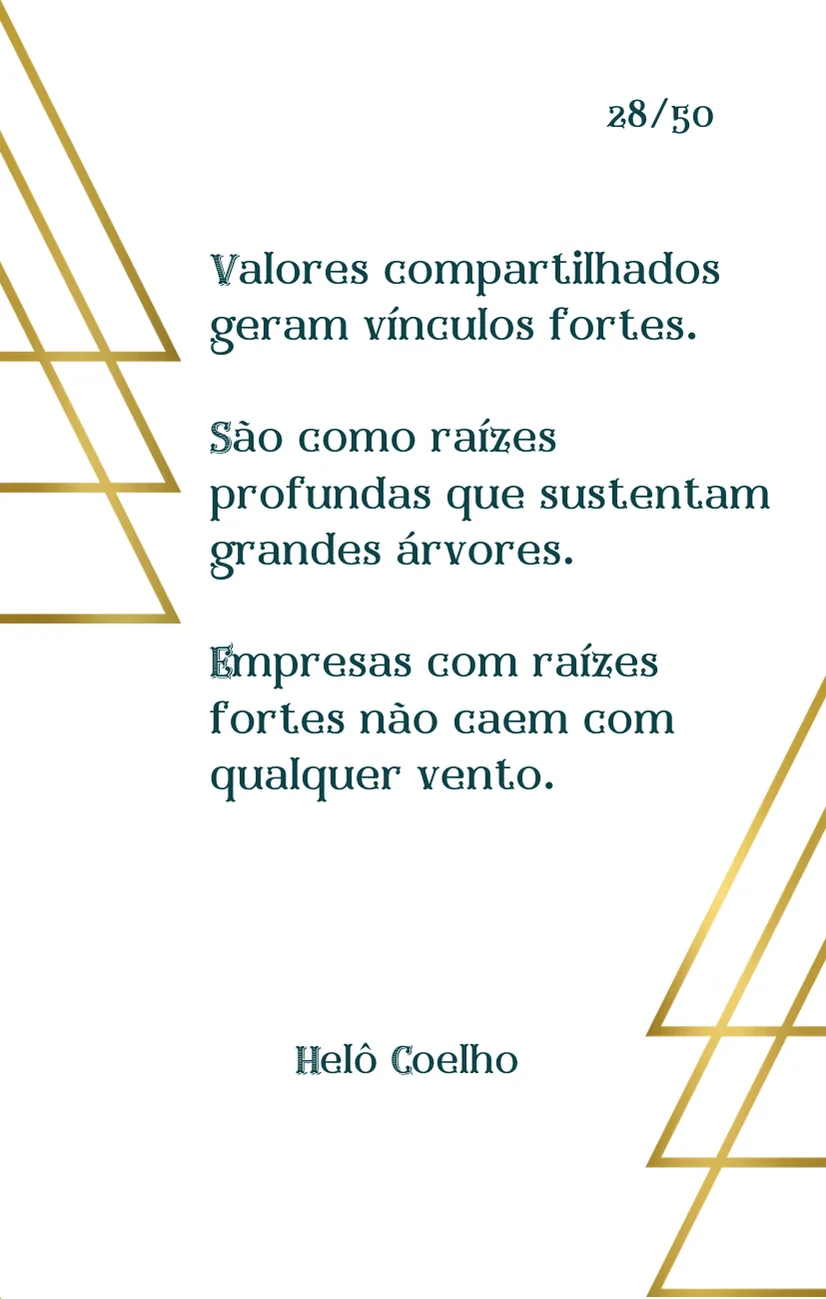 28/50
Valores compartilhados
geram vínculos fortes.
São como raízes
profundas que sustentam
grandes árvores.
Empresas com raízes
fortes não caem com
qualquer vento.
Helô Coelho